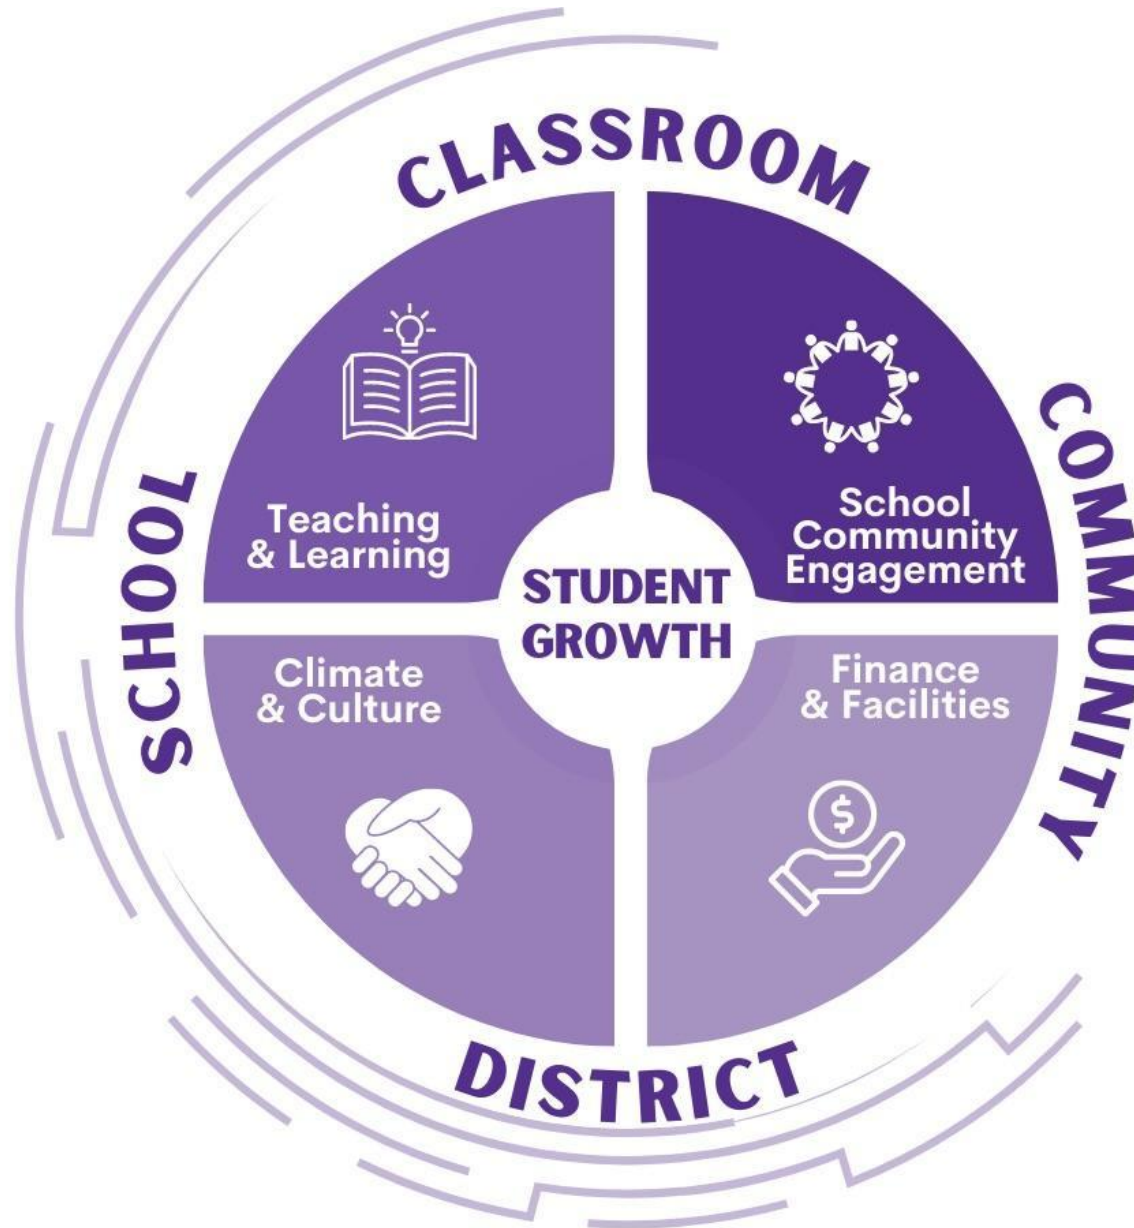 CLASSROOM
COMMUNITY
SCHOOL
DISTRICT
Teaching
& Learning
School
Community
Engagement
STUDENT
GROWTH
Climate
& Culture
Finance
& Facilities
$